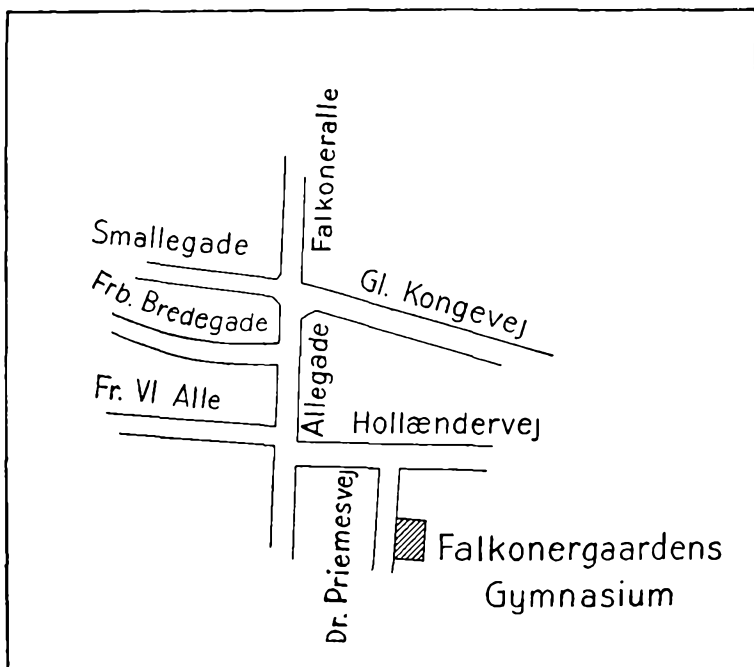 Falkoneralle
Smallegade
Gl. Kongevej
Frb. Bredegade
Allegade
Fr. VI Alle
Hollændervej
Dr. Priemesvej
Falkonergaardens
Gymnasium